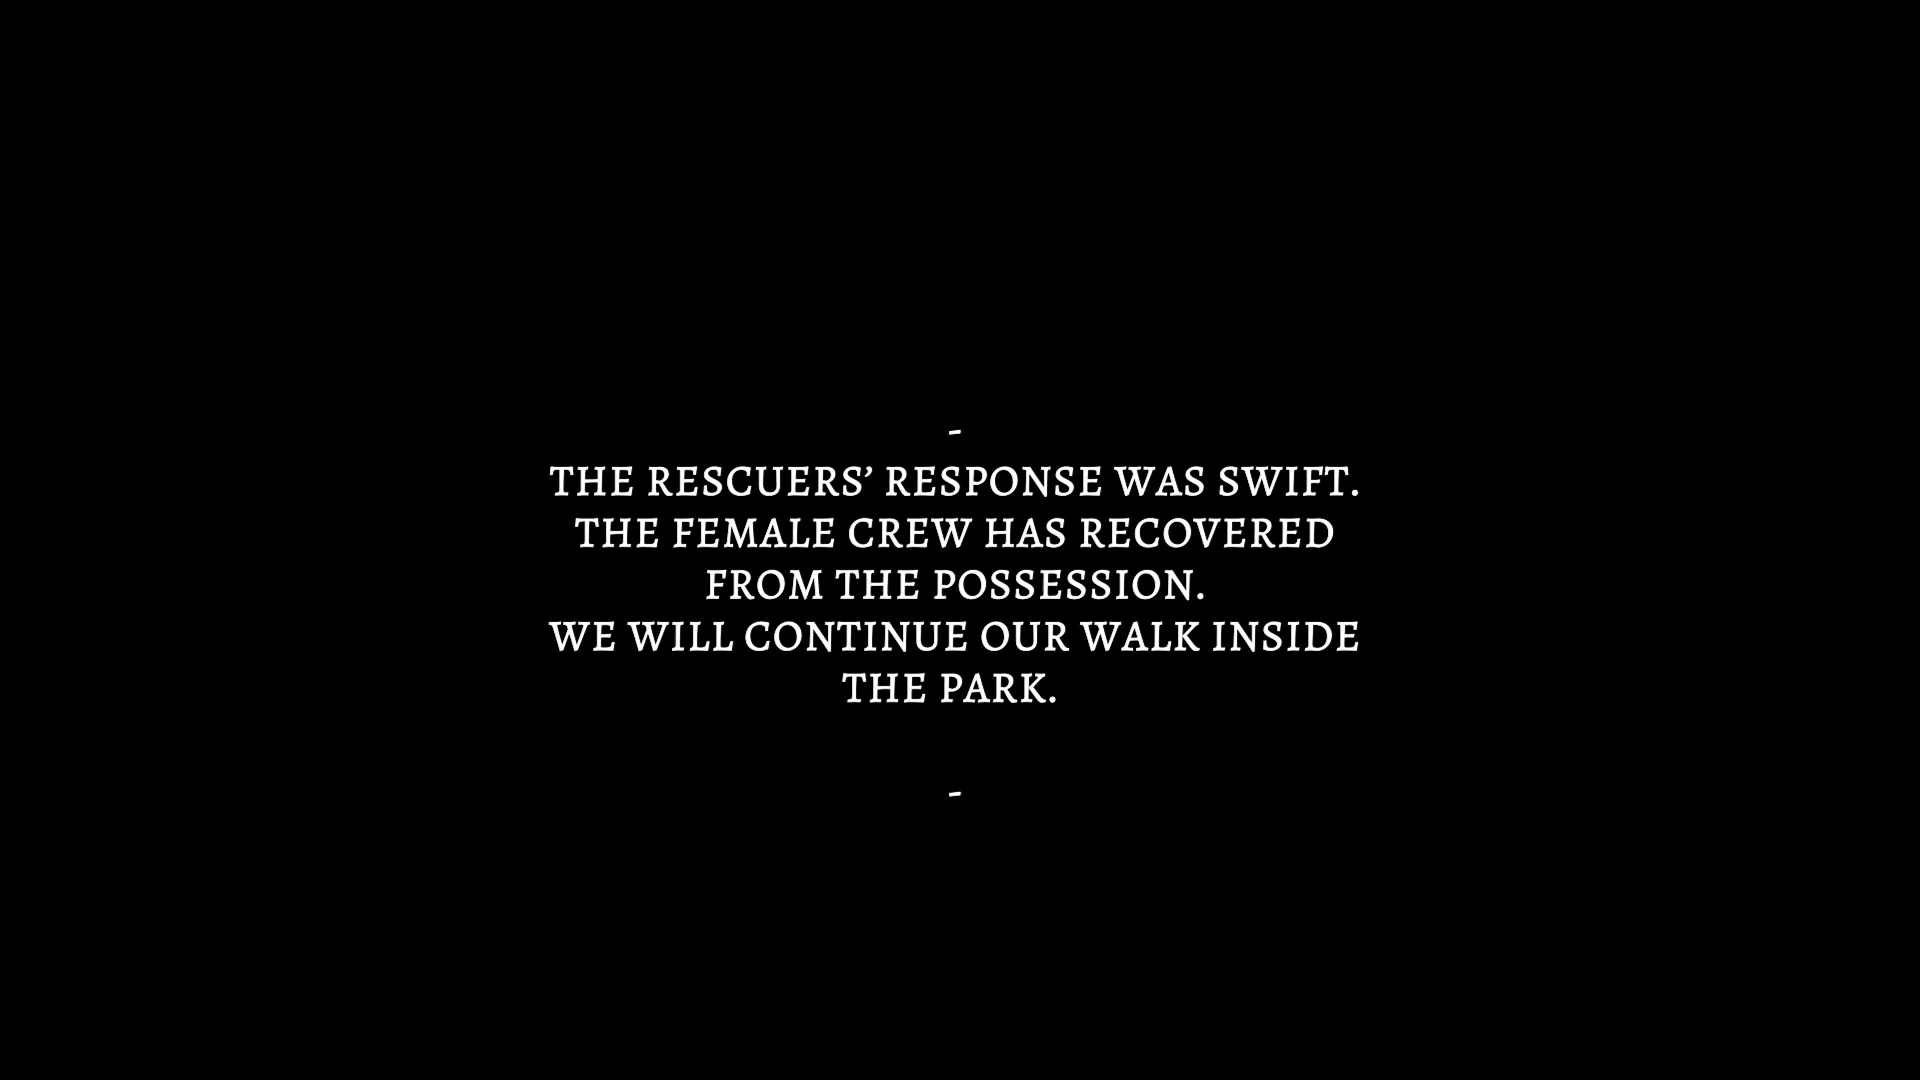 -
THE RESCUERS’ RESPONSE WAS SWIFT.
THE FEMALE CREW HAS RECOVERED
FROM THE POSSESSION.
WE WILL CONTINUE OUR WALK INSIDE
THE PARK.
-